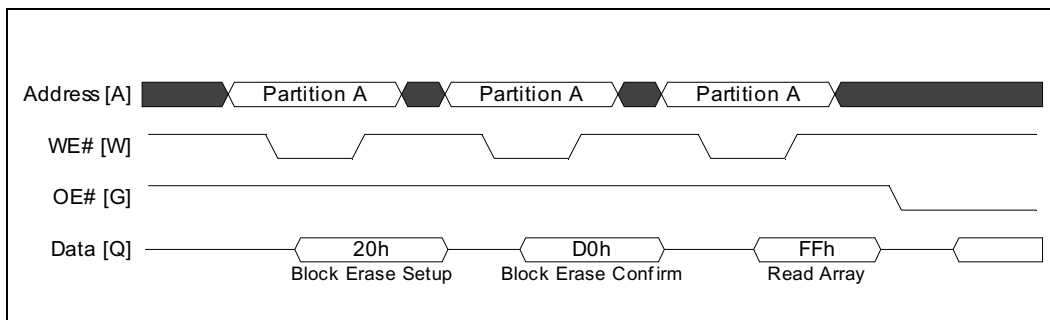 Address [A] Partition A Partition A Partition A
WE# [W]
OE# [G]
Data [Q] 20h D0h FFh
Block Erase Setup Block Erase Confirm Read Array